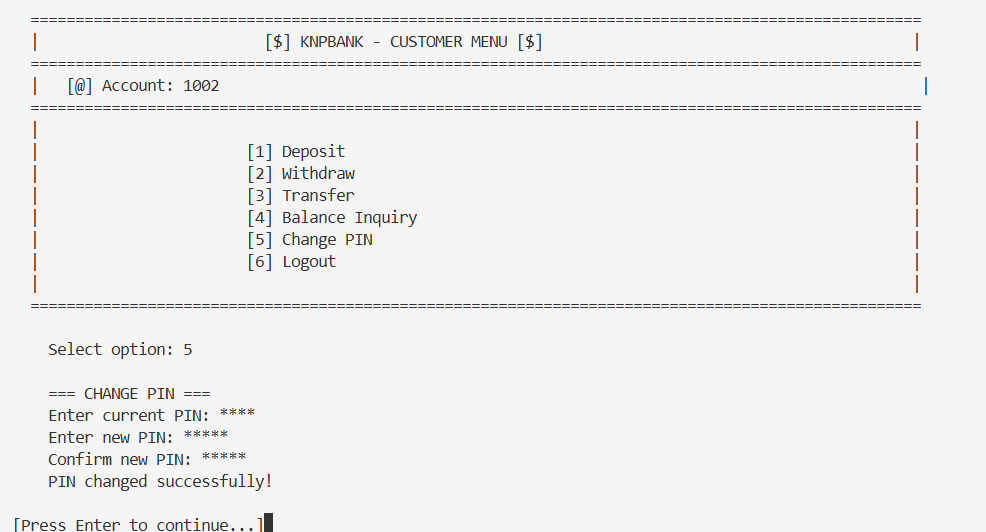 ===================================================================================================
| [$] KNPBANK - CUSTOMER MENU [$] |
===================================================================================================
| [@] Account: 1002 |
===================================================================================================
| |
| [1] Deposit |
| [2] Withdraw |
| [3] Transfer |
| [4] Balance Inquiry |
| [5] Change PIN |
| [6] Logout |
| |
===================================================================================================
Select option: 5
=== CHANGE PIN ===
Enter current PIN: ****
Enter new PIN: *****
Confirm new PIN: *****
PIN changed successfully!
[Press Enter to continue...]